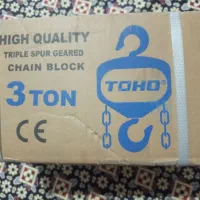 HIGH QUALITY
TRIPLE SPUR GEARED
CHAIN BLOCK
3 TON
CE
TOHO®